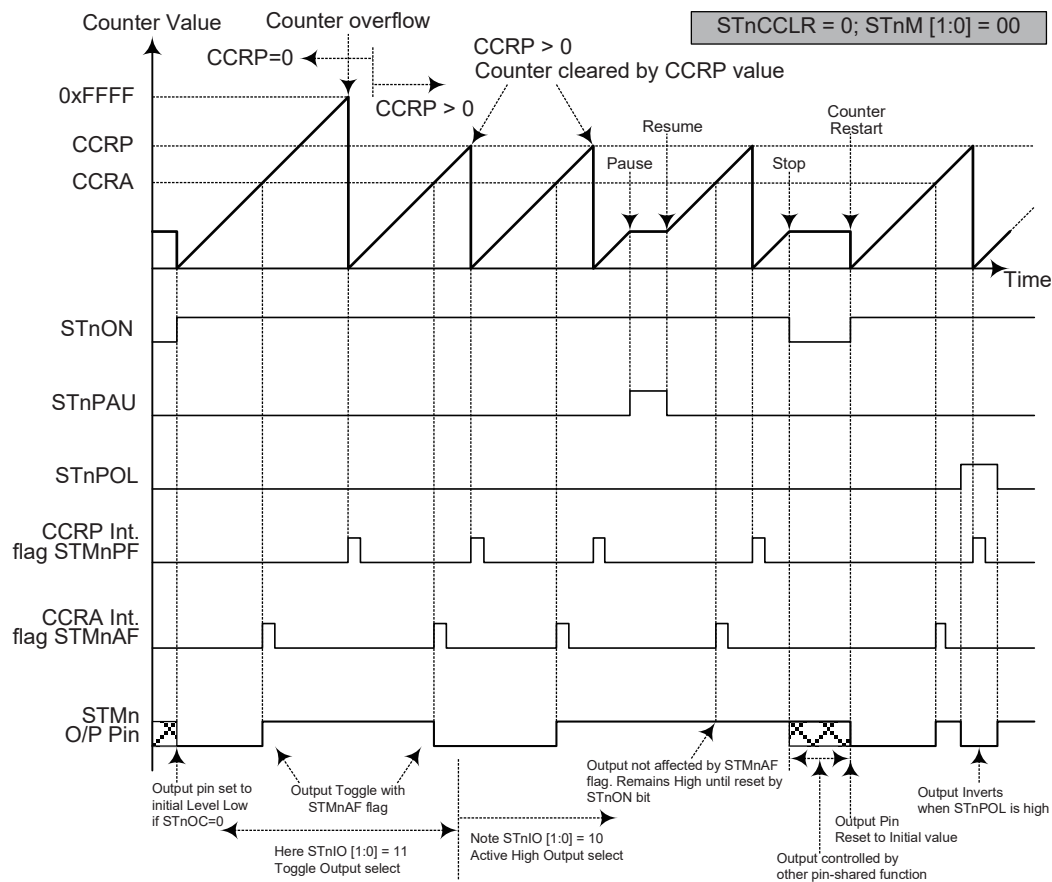 Counter Value
Counter overflow
STnCCLR = 0; STnM [1:0] = 00
CCRP=0
CCRP > 0
CCRP > 0
Counter cleared by CCRP value
0xFFFF
CCRP
CCRA
Pause
Resume
Stop
Counter
Restart
Time
STnON
STnPAU
STnPOL
CCRP Int.
flag STMnPF
CCRA Int.
flag STMnAF
STMn
O/P Pin
Output pin set to
initial Level Low
if STnOC=0
Output Toggle with
STMnAF flag
Here STnIO [1:0] = 11
Toggle Output select
Note STnIO [1:0] = 10
Active High Output select
Output not affected by STMnAF
flag. Remains High until reset by
STnON bit
Output controlled by
other pin-shared function
Output Pin
Reset to Initial value
Output Inverts
when STnPOL is high